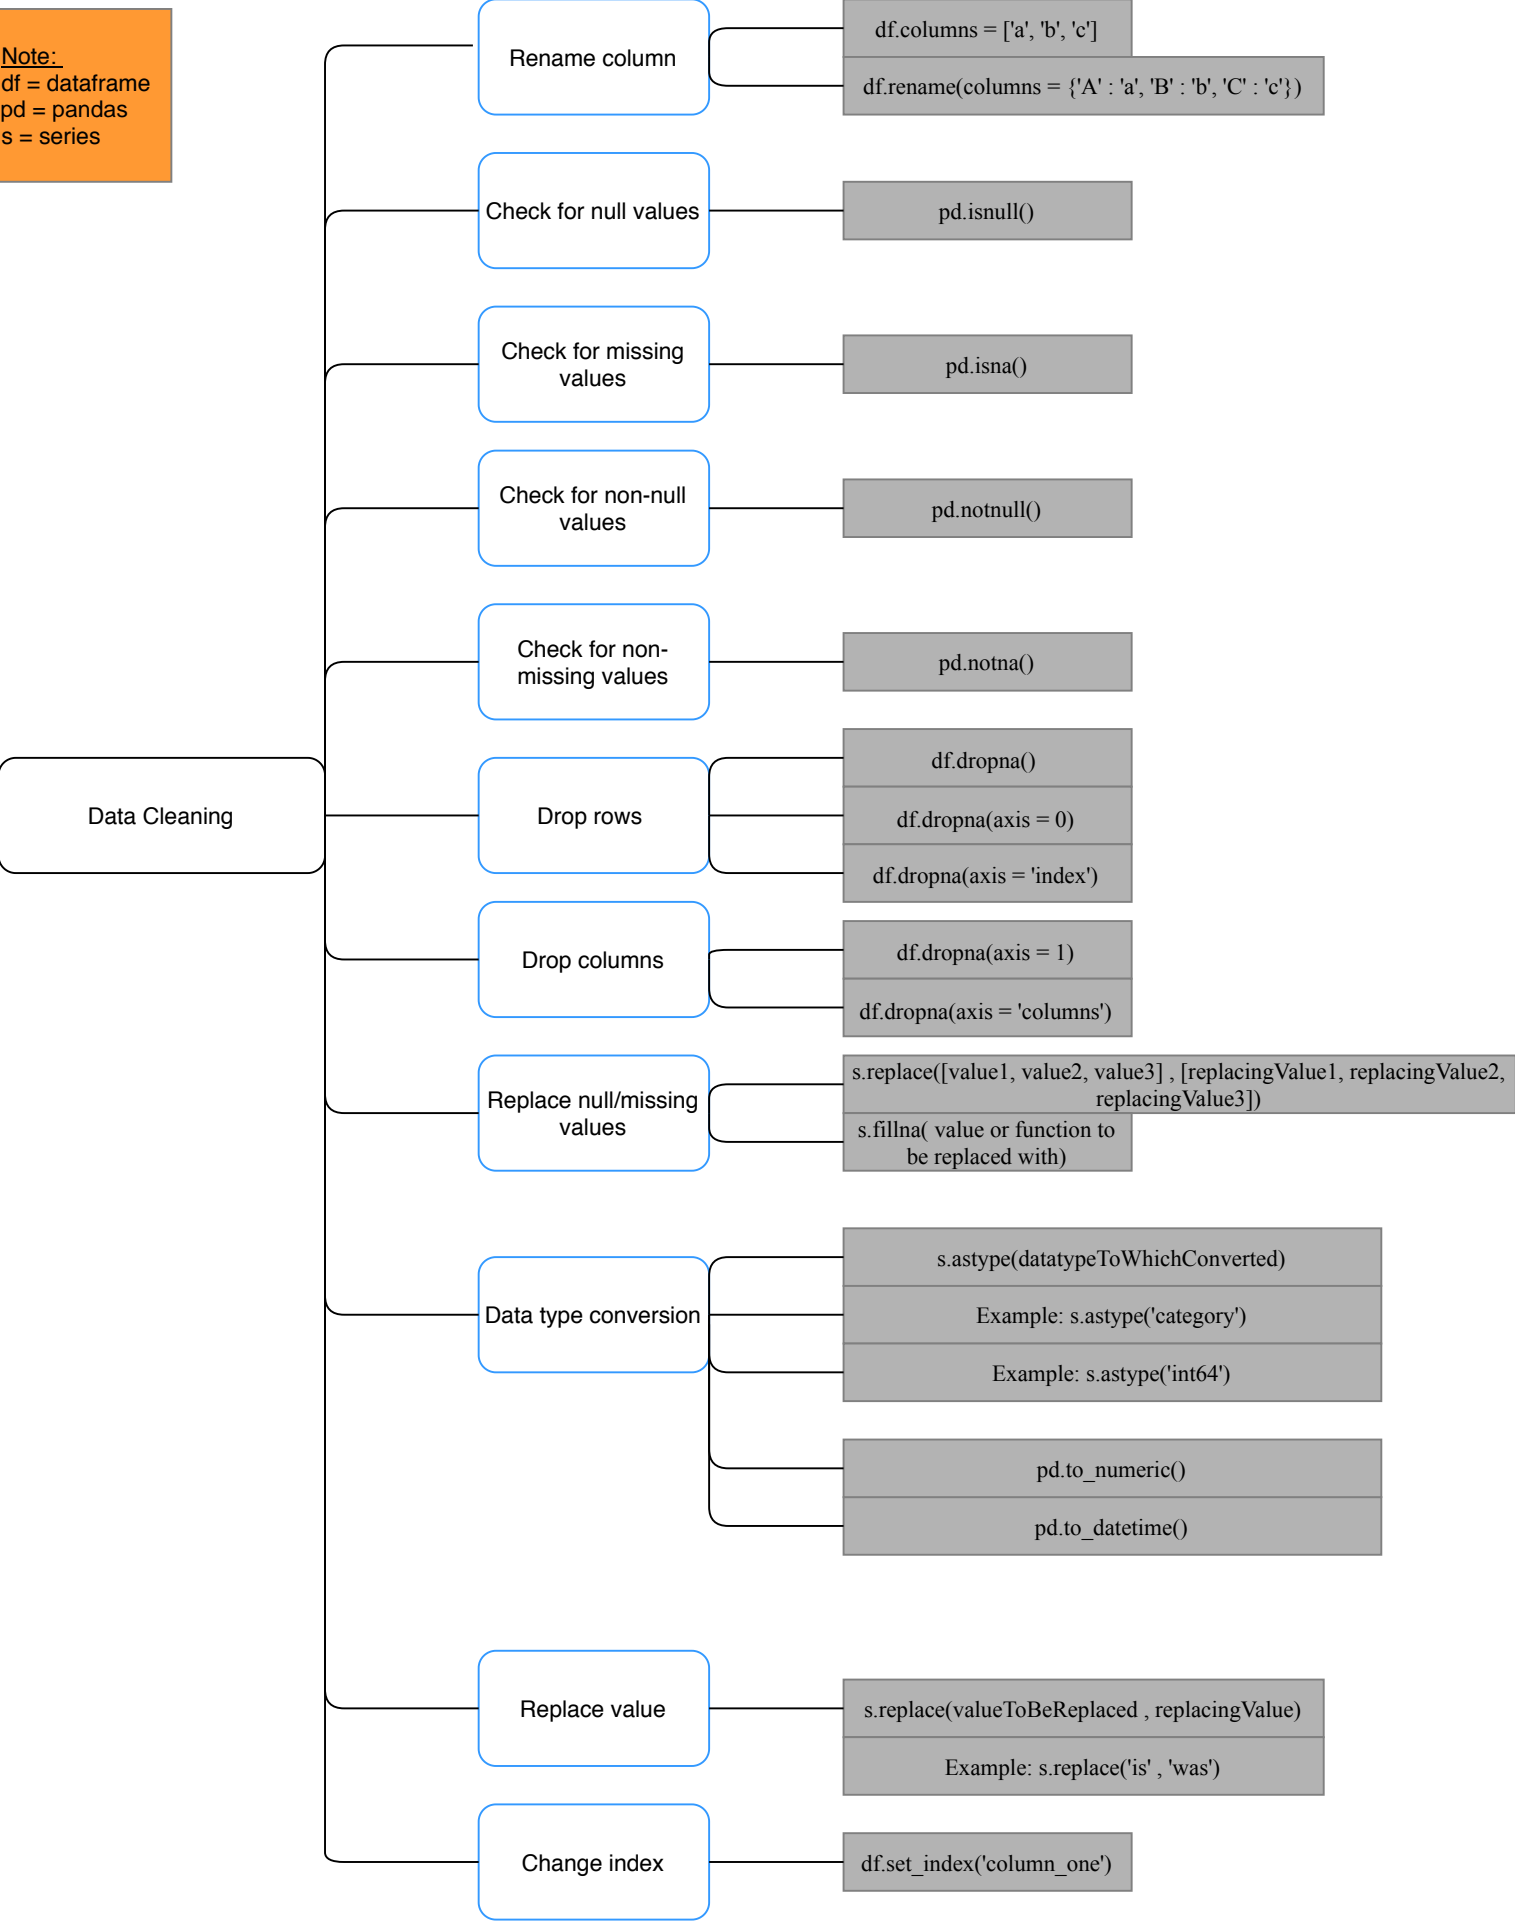 Note:
df = dataframe
pd = pandas
s = series
Data Cleaning
Rename column
df.columns = ['a', 'b', 'c']
df.rename(columns = {'A' : 'a', 'B' : 'b', 'C' : 'c'})
Check for null values
pd.isnull()
Check for missing
values
pd.isna()
Check for non-null
values
pd.notnull()
Check for non-
missing values
pd.notna()
Drop rows
df.dropna()
df.dropna(axis = 0)
df.dropna(axis = 'index')
Drop columns
df.dropna(axis = 1)
df.dropna(axis = 'columns')
Replace null/missing
values
s.replace([value1, value2, value3] , [replacingValue1, replacingValue2,
replacingValue3])
s.fillna( value or function to
be replaced with)
Data type conversion
s.astype(datatypeToWhichConverted)
Example: s.astype('category')
Example: s.astype('int64')
pd.to_numeric()
pd.to_datetime()
Replace value
s.replace(valueToBeReplaced , replacingValue)
Example: s.replace('is' , 'was')
Change index
df.set_index('column_one')